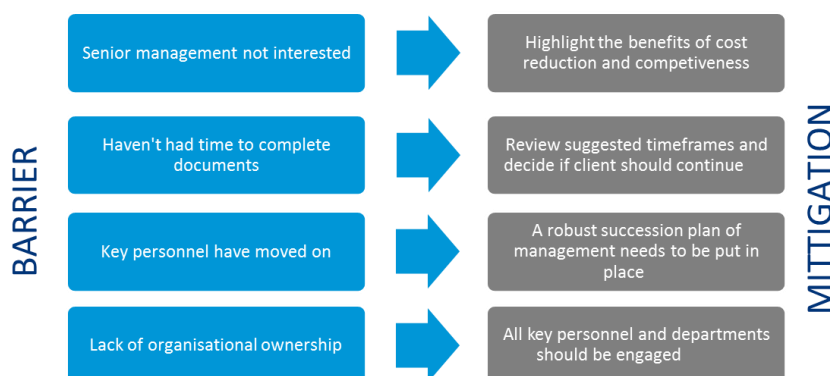 BARRIER
Senior management not interested
Highlight the benefits of cost
reduction and competiveness
Haven't had time to complete
documents
Review suggested timeframes and
decide if client should continue
Key personnel have moved on
A robust succession plan of
management needs to be put in
place
Lack of organisational ownership
All key personnel and departments
should be engaged
MITTIGATION